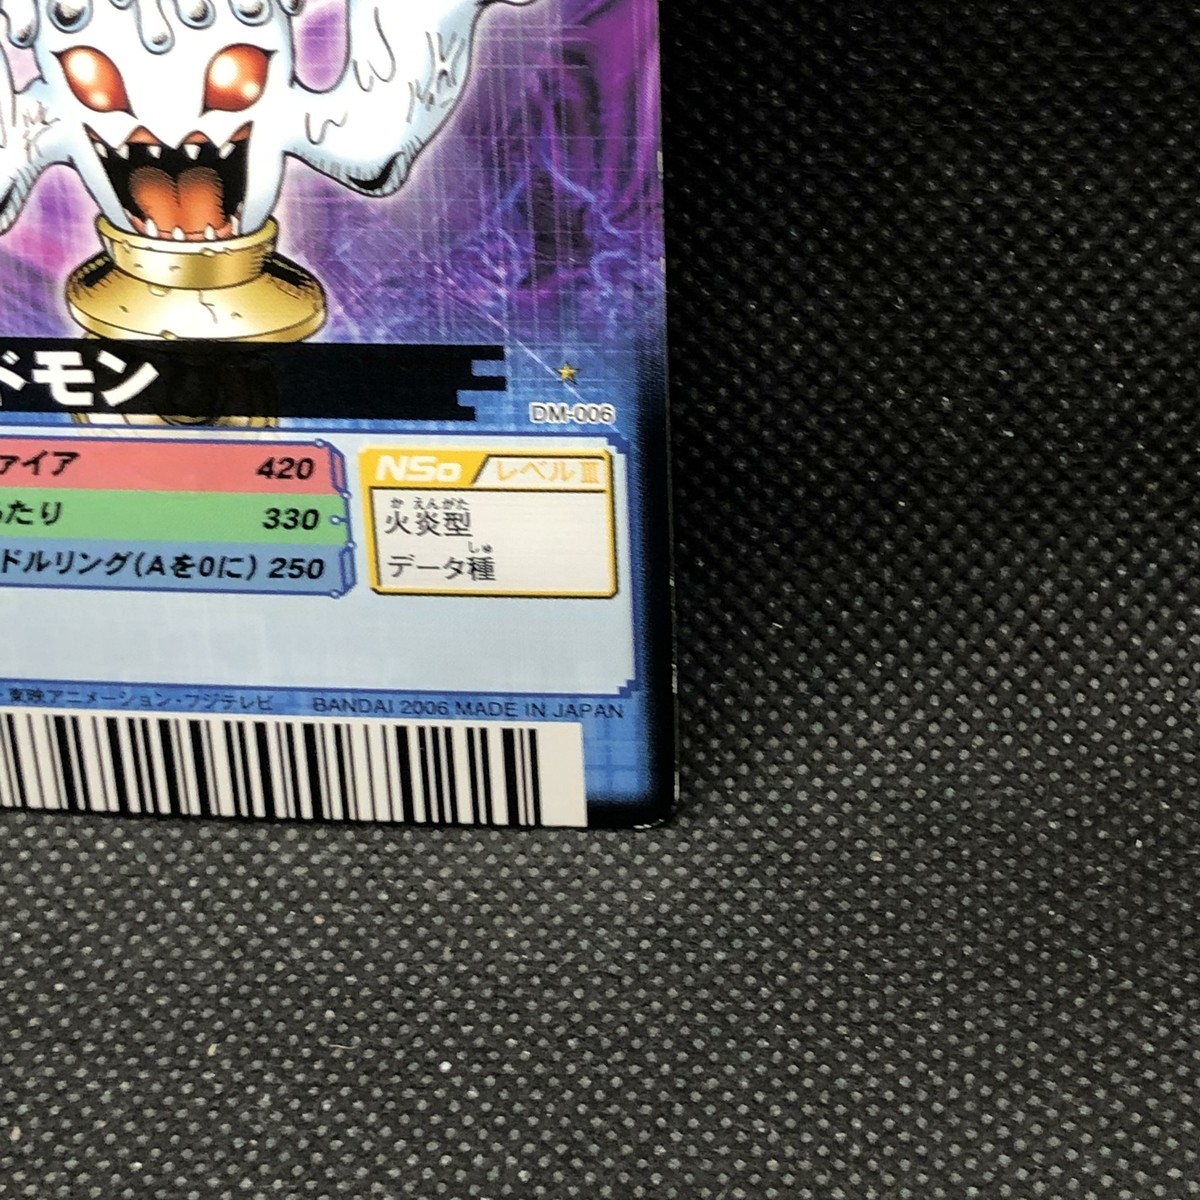 ドモン
DM-006
ァイア 420
たり 330
ドルリング(Aを0に) 250
NSo レベルⅢ
か えんがた
火炎型
しゅ
データ種
・東映アニメーション・フジテレビ BANDAI 2006 MADE IN JAPAN